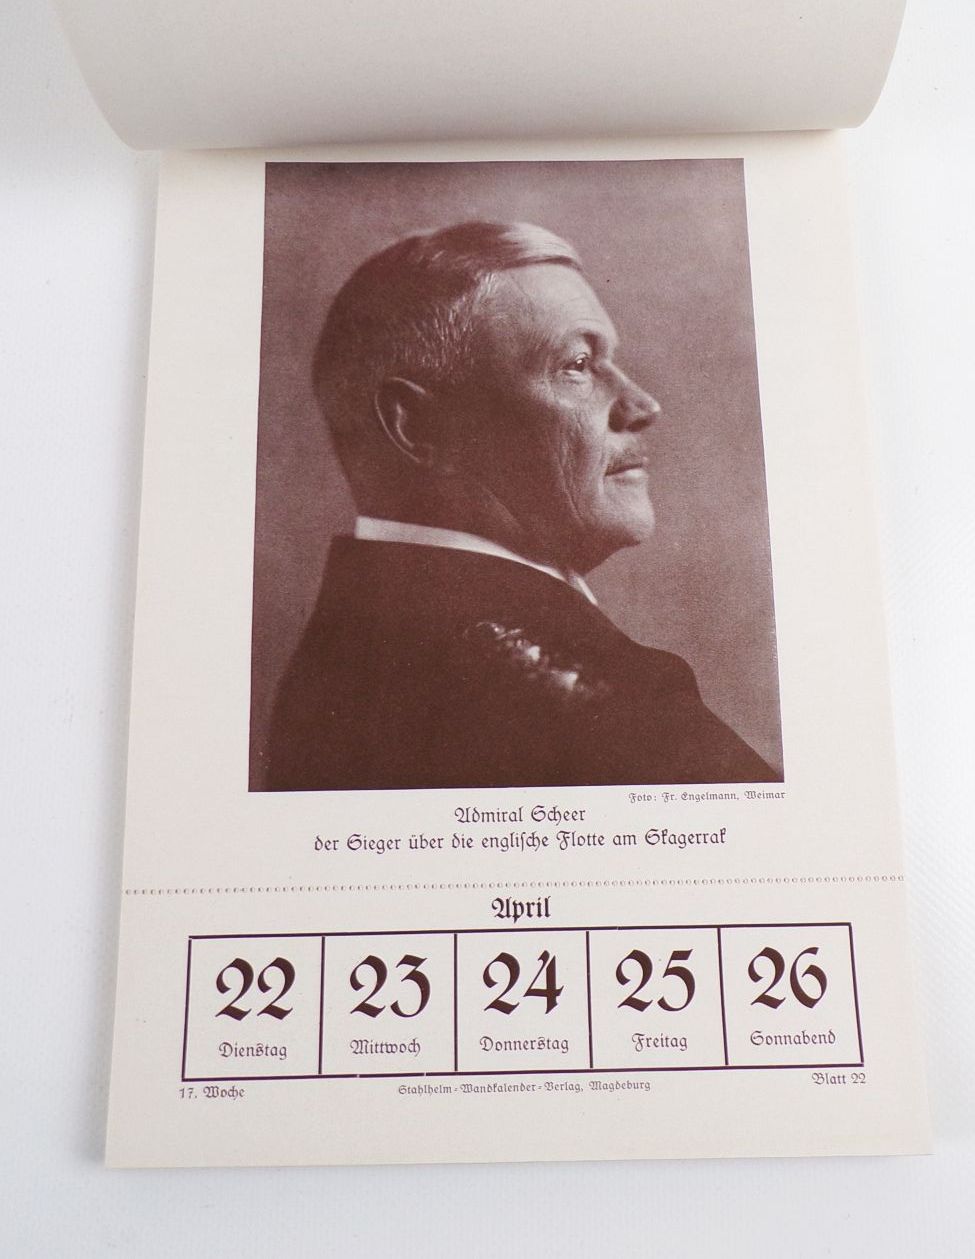 Foto: Fr. Engelmann, Weimar
Admiral Scheer
der Sieger über die englische Flotte am Skagerrak
April
22 23 24 25 26
Dienstag Mittwoch Donnerstag Freitag Sonnabend
17. Woche Stahlhelm-Wandkalender-Verlag, Magdeburg Blatt 22